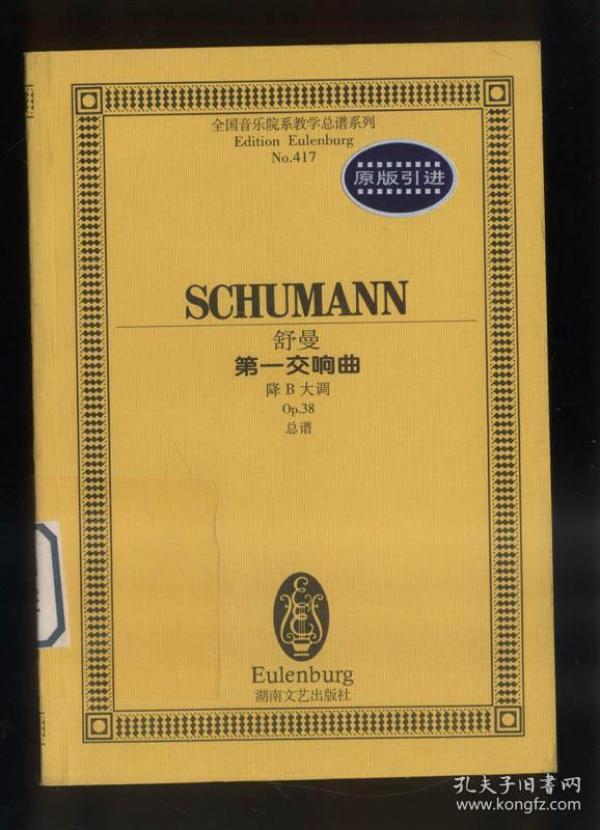 全国音乐院系教学总谱系列
Edition Eulenburg
No.417
原版引进
SCHUMANN
舒曼
第一交响曲
降 B 大调
Op.38
总谱
Eulenburg
湖南文艺出版社
孔夫子旧书网
www.kongfz.com